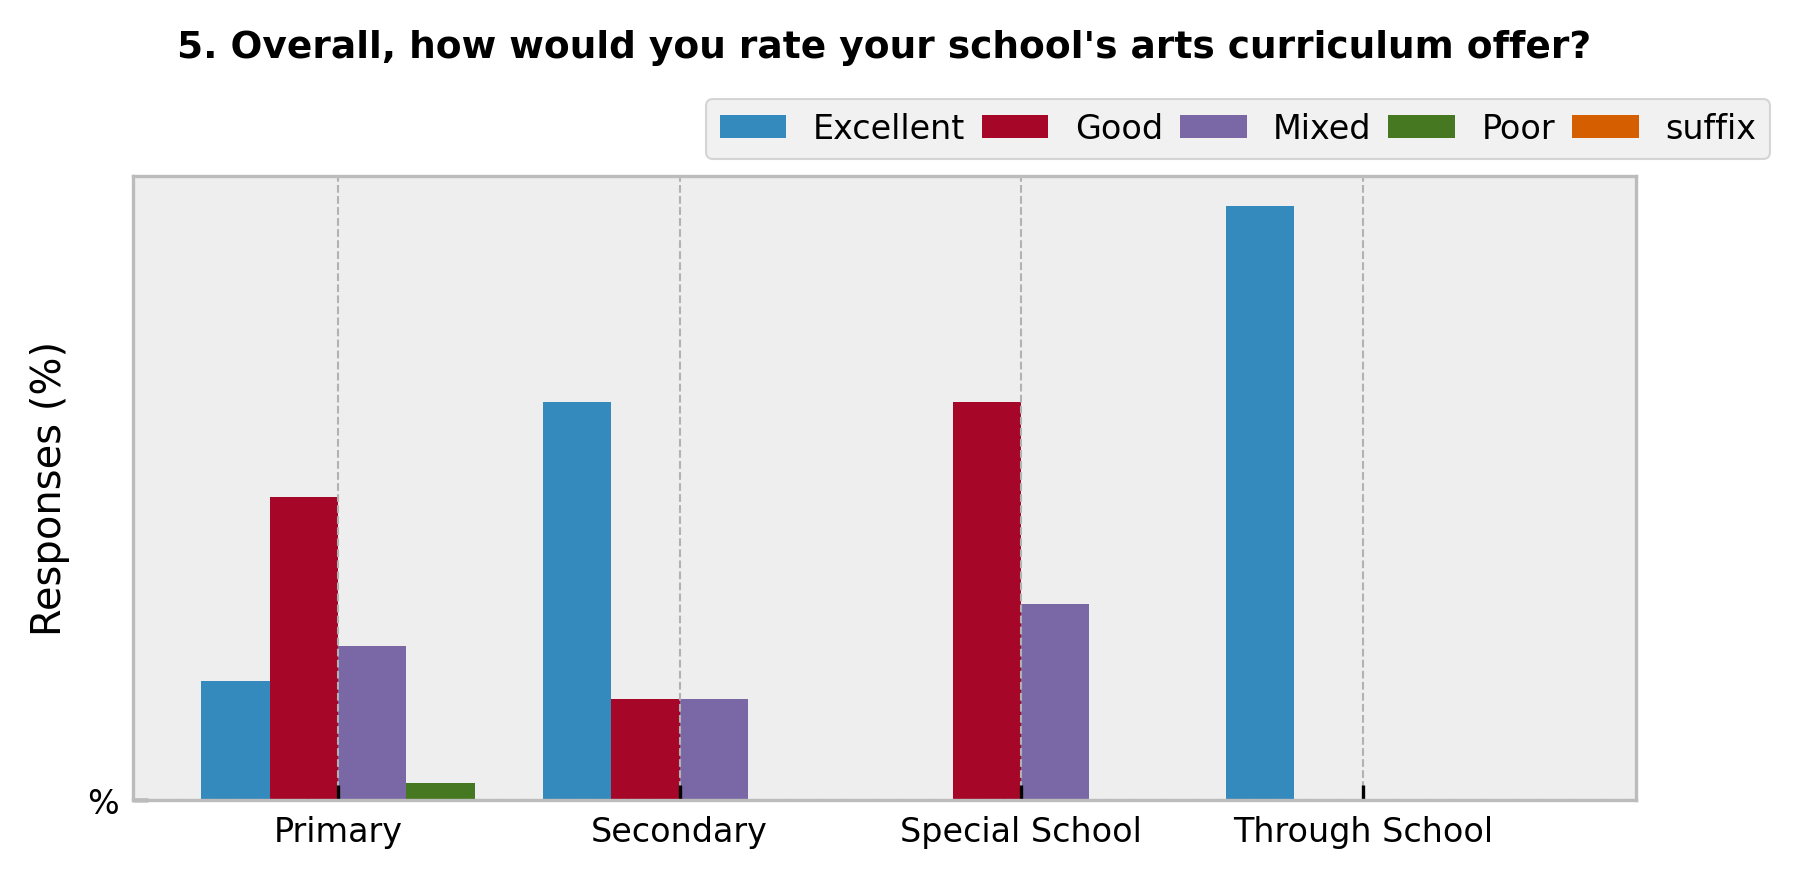 5. Overall, how would you rate your school's arts curriculum offer?
Excellent Good Mixed Poor suffix
Responses (%)
%
Primary Secondary Special School Through School